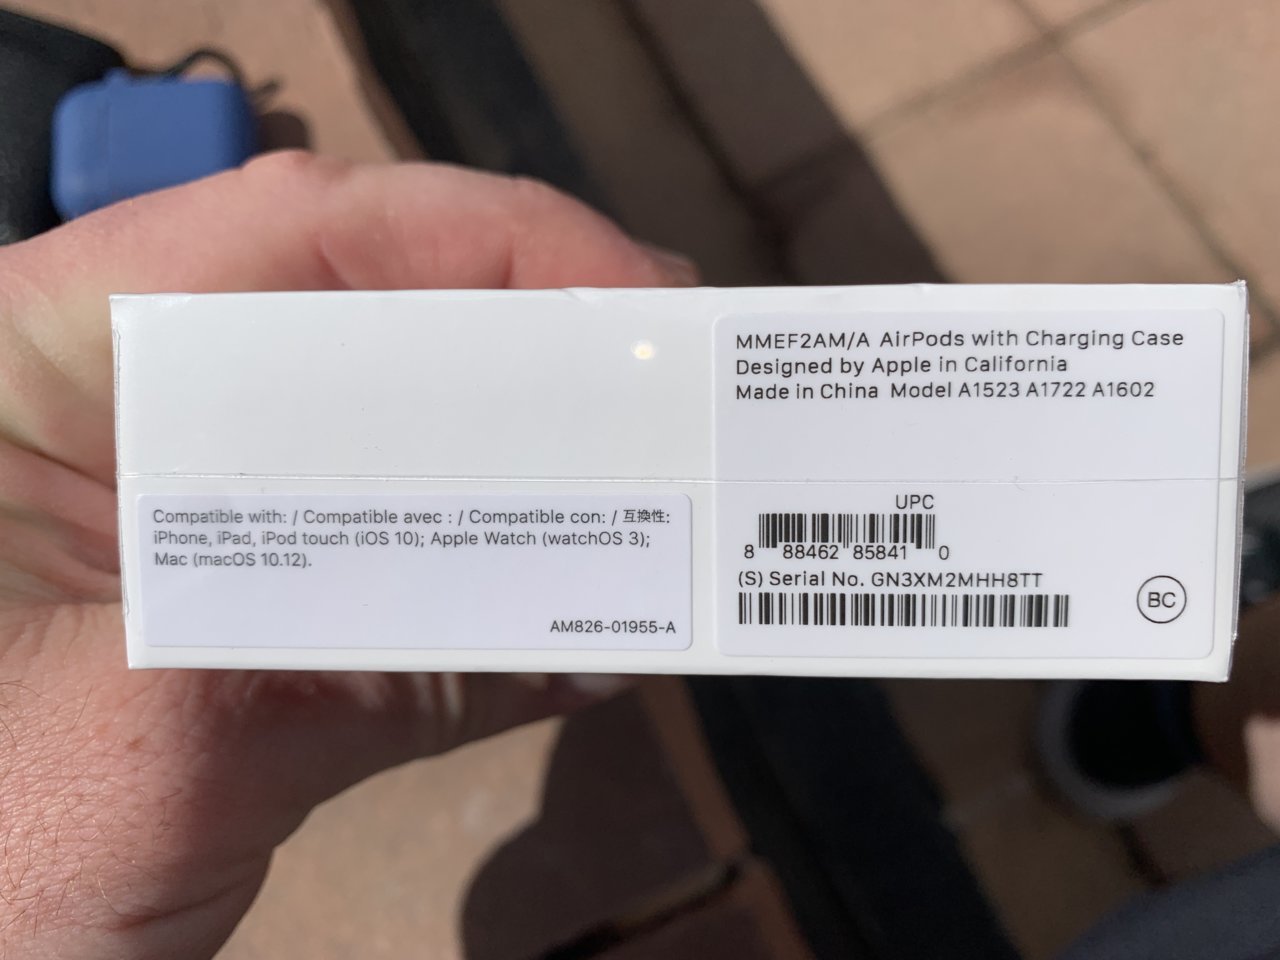 MMEF2AM/A AirPods with Charging Case
Designed by Apple in California
Made in China Model A1523 A1722 A1602
Compatible with: / Compatible avec : / Compatible con: / 互換性:
iPhone, iPad, iPod touch (iOS 10); Apple Watch (watchOS 3);
Mac (macOS 10.12).
AM826-01955-A
UPC
8 88462 85841 0
(S) Serial No. GN3XM2MHH8TT
BC